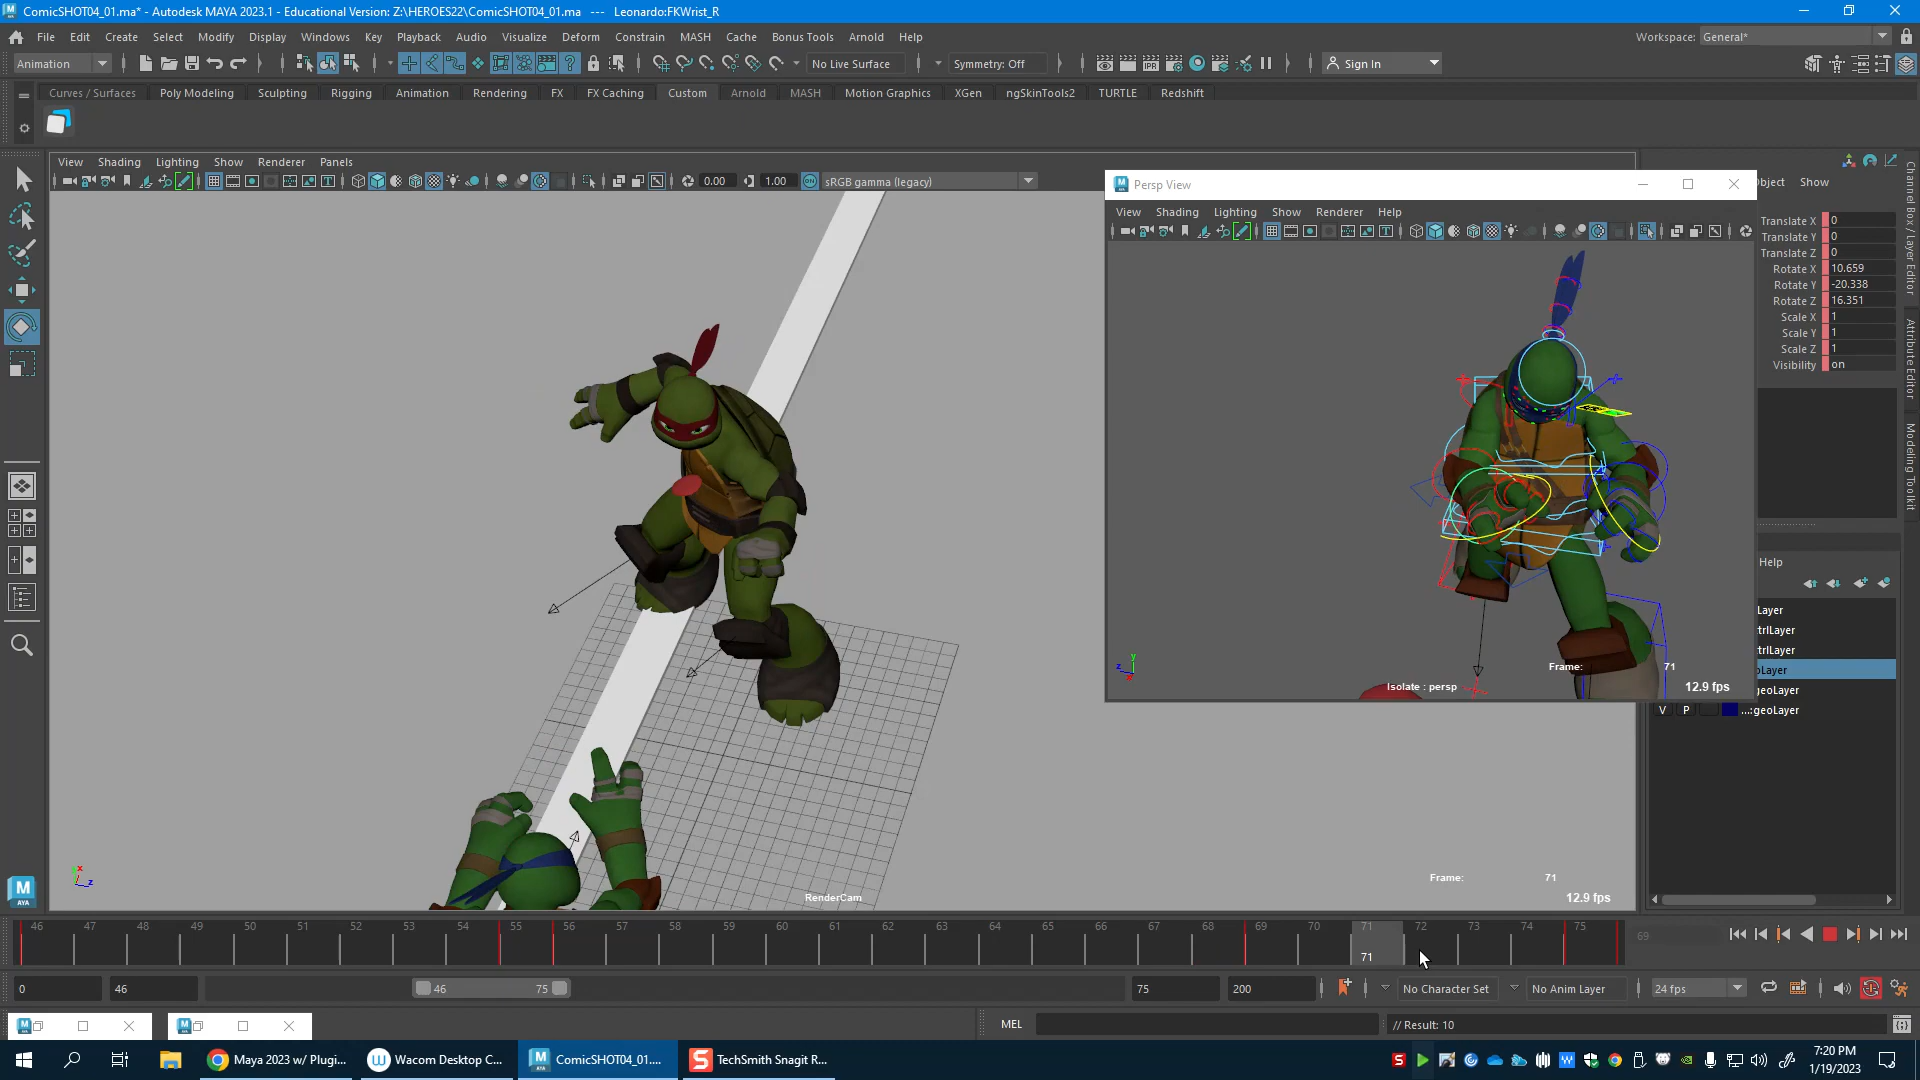 ComicSHOT04_01.ma* - Autodesk MAYA 2023.1 - Educational Version: Z:\HEROES22\ComicSHOT04_01.ma --- Leonardo:FKWrist_R
File Edit Create Select Modify Display Windows Key Playback Audio Visualize Deform Constrain MASH Cache Bonus Tools Arnold Help
Workspace: General*
Animation No Live Surface Symmetry: Off Sign In
Curves / Surfaces Poly Modeling Sculpting Rigging Animation Rendering FX FX Caching Custom Arnold MASH Motion Graphics XGen ngSkinTools2 TURTLE Redshift
View Shading Lighting Show Renderer Panels
0.00 1.00 sRGB gamma (legacy)
Persp View
View Shading Lighting Show Renderer Help
Isolate : persp
Frame: 71
12.9 fps
bject Show
Translate X 0
Translate Y 0
Translate Z 0
Rotate X 10.659
Rotate Y -20.338
Rotate Z 16.351
Scale X 1
Scale Y 1
Scale Z 1
Visibility on
Channel Box / Layer Editor
Attribute Editor
Modeling Toolkit
Help
Layer
trlLayer
trlLayer
oLayer
geoLayer
V P ...:geoLayer
RenderCam
Frame: 71
12.9 fps
46 47 48 49 50 51 52 53 54 55 56 57 58 59 60 61 62 63 64 65 66 67 68 69 70 71 72 73 74 75
71
69
0 46 46 75 75 200 No Character Set No Anim Layer 24 fps
MEL // Result: 10
Maya 2023 w/ Plugi... Wacom Desktop C... ComicSHOT04_01.... TechSmith Snagit R...
7:20 PM
1/19/2023